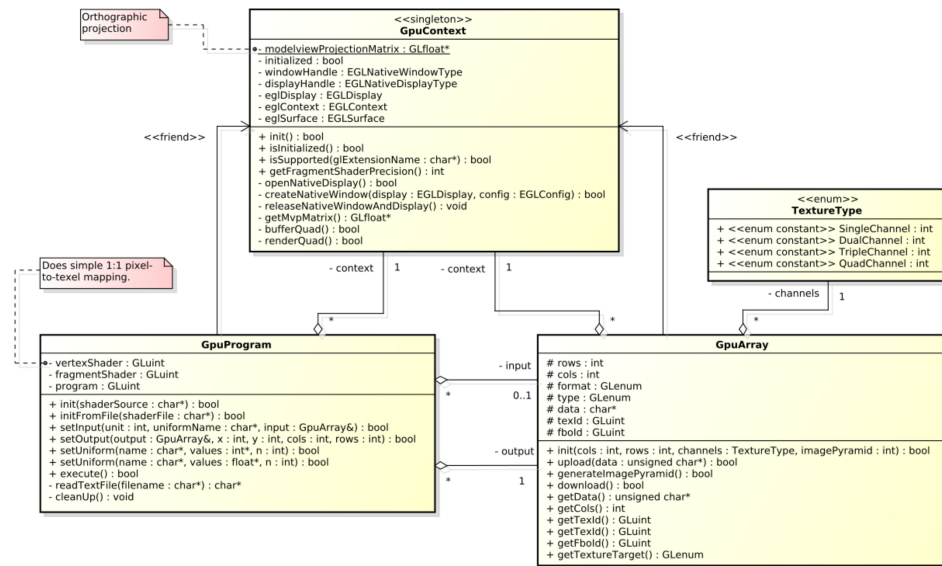 Orthographic
projection
<<singleton>>
GpuContext
- modelviewProjectionMatrix : GLfloat*
- initialized : bool
- windowHandle : EGLNativeWindowType
- displayHandle : EGLNativeDisplayType
- eglDisplay : EGLDisplay
- eglContext : EGLContext
- eglSurface : EGLSurface
+ init() : bool
+ isInitialized() : bool
+ isSupported(glExtensionName : char*) : bool
+ getFragmentShaderPrecision() : int
- openNativeDisplay() : bool
- createNativeWindow(display : EGLDisplay, config : EGLConfig) : bool
- releaseNativeWindowAndDisplay() : void
- getMvpMatrix() : GLfloat*
- bufferQuad() : bool
- renderQuad() : bool
<<friend>>
<<friend>>
<<enum>>
TextureType
+ <<enum constant>> SingleChannel : int
+ <<enum constant>> DualChannel : int
+ <<enum constant>> TripleChannel : int
+ <<enum constant>> QuadChannel : int
Does simple 1:1 pixel-
to-texel mapping.
- context
1
*
- context
1
*
- channels
1
*
GpuProgram
- vertexShader : GLuint
- fragmentShader : GLuint
- program : GLuint
+ init(shaderSource : char*) : bool
+ initFromFile(shaderFile : char*) : bool
+ setInput(unit : int, uniformName : char*, input : GpuArray&) : bool
+ setOutput(output : GpuArray&, x : int, y : int, cols : int, rows : int) : bool
+ setUniform(name : char*, values : int*, n : int) : bool
+ setUniform(name : char*, values : float*, n : int) : bool
+ execute() : bool
- readTextFile(filename : char*) : char*
- cleanUp() : void
- input
*
0..1
- output
*
1
GpuArray
# rows : int
# cols : int
# format : GLenum
# type : GLenum
# data : char*
# texId : GLuint
# fboId : GLuint
+ init(cols : int, rows : int, channels : TextureType, imagePyramid : int) : bool
+ upload(data : unsigned char*) : bool
+ generateImagePyramid() : bool
+ download() : bool
+ getData() : unsigned char*
+ getCols() : int
+ getTexId() : GLuint
+ getTexId() : GLuint
+ getFboId() : GLuint
+ getTextureTarget() : GLenum